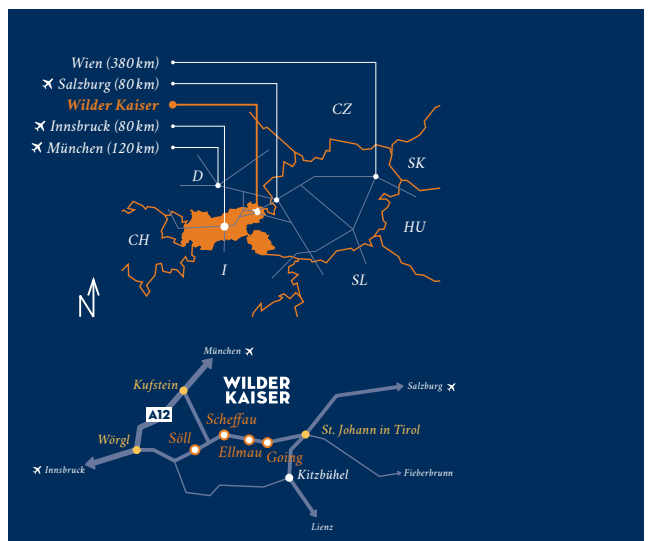 Wien (380 km)
Salzburg (80 km)
Wilder Kaiser
Innsbruck (80 km)
München (120 km)
CZ
SK
D
HU
CH
I
SL
N
München
Kufstein
WILDER
KAISER
Salzburg
A12
Scheffau
St. Johann in Tirol
Wörgl
Söll
Ellmau
Going
Innsbruck
Kitzbühel
Fieberbrunn
Lienz